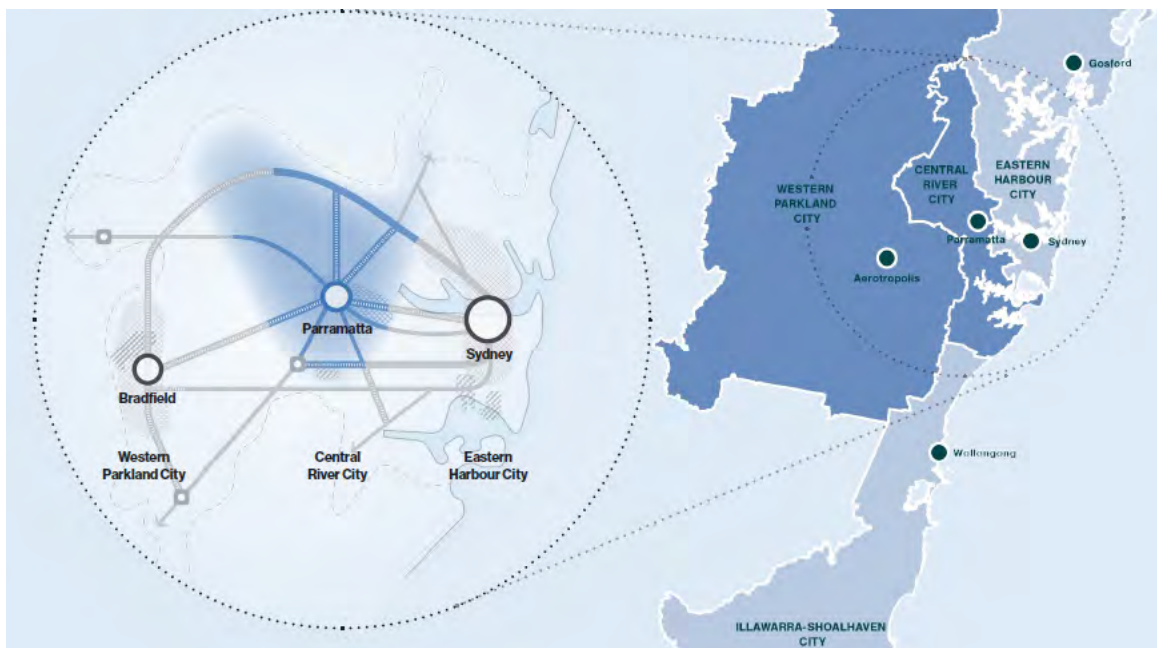 Parramatta
Sydney
Bradfield
Western
Parkland City
Central
River City
Eastern
Harbour City
Gosford
CENTRAL
RIVER
CITY
EASTERN
HARBOUR
CITY
WESTERN
PARKLAND
CITY
Parramatta
Sydney
Aerotropolis
Wollongong
ILLAWARRA-SHOALHAVEN
CITY